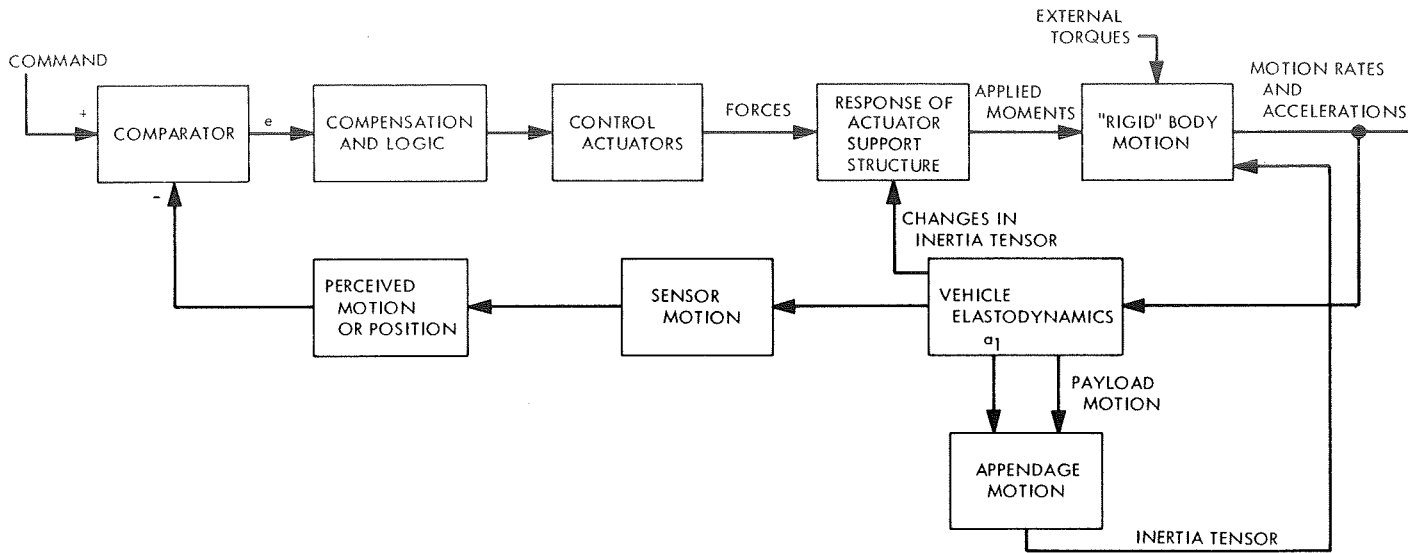 EXTERNAL
TORQUES
COMMAND
MOTION RATES
AND
ACCELERATIONS
+
COMPARATOR
e
COMPENSATION
AND LOGIC
CONTROL
ACTUATORS
FORCES
RESPONSE OF
ACTUATOR
SUPPORT
STRUCTURE
APPLIED
MOMENTS
"RIGID" BODY
MOTION
-
CHANGES IN
INERTIA TENSOR
PERCEIVED
MOTION
OR POSITION
SENSOR
MOTION
VEHICLE
ELASTODYNAMICS
a1
PAYLOAD
MOTION
APPENDAGE
MOTION
INERTIA TENSOR